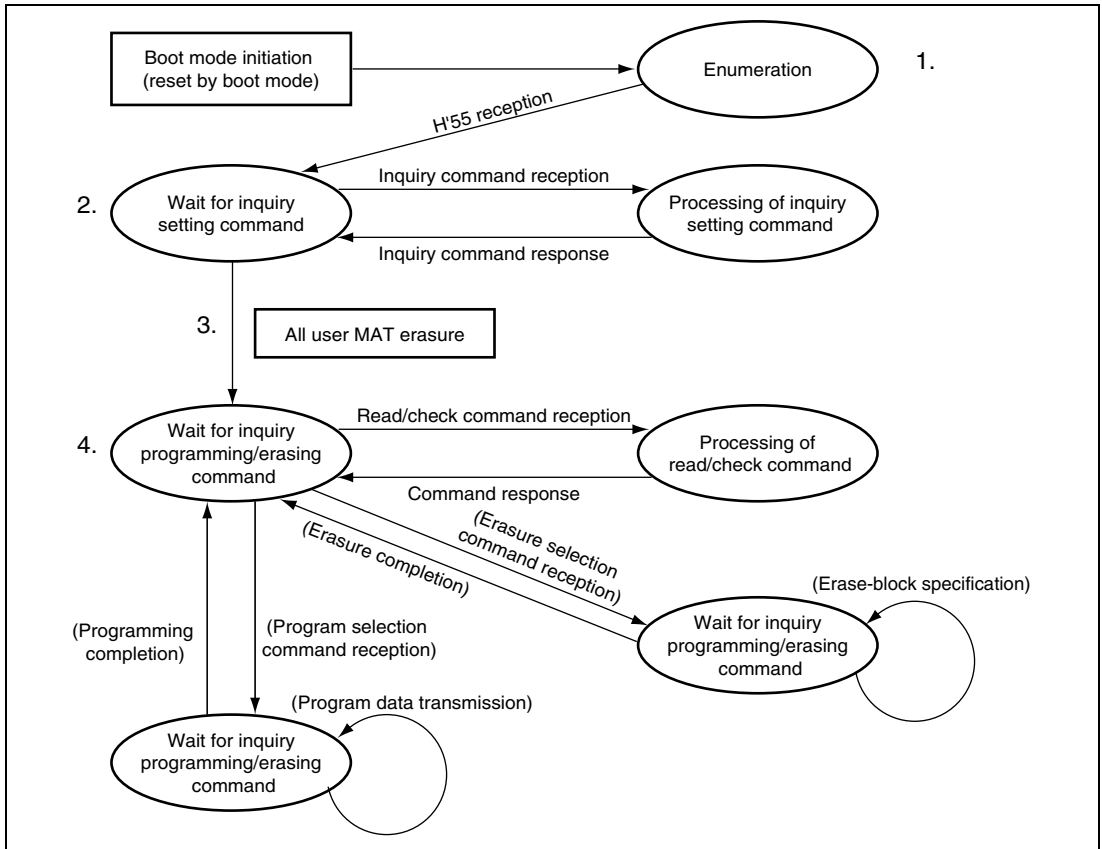 Boot mode initiation
(reset by boot mode)
Enumeration
1.
H'55 reception
2.
Wait for inquiry
setting command
Inquiry command reception
Processing of inquiry
setting command
Inquiry command response
3.
All user MAT erasure
4.
Wait for inquiry
programming/erasing
command
Read/check command reception
Processing of
read/check command
Command response
(Erasure selection
command reception)
(Erasure completion)
(Erase-block specification)
Wait for inquiry
programming/erasing
command
(Programming
completion)
(Program selection
command reception)
(Program data transmission)
Wait for inquiry
programming/erasing
command